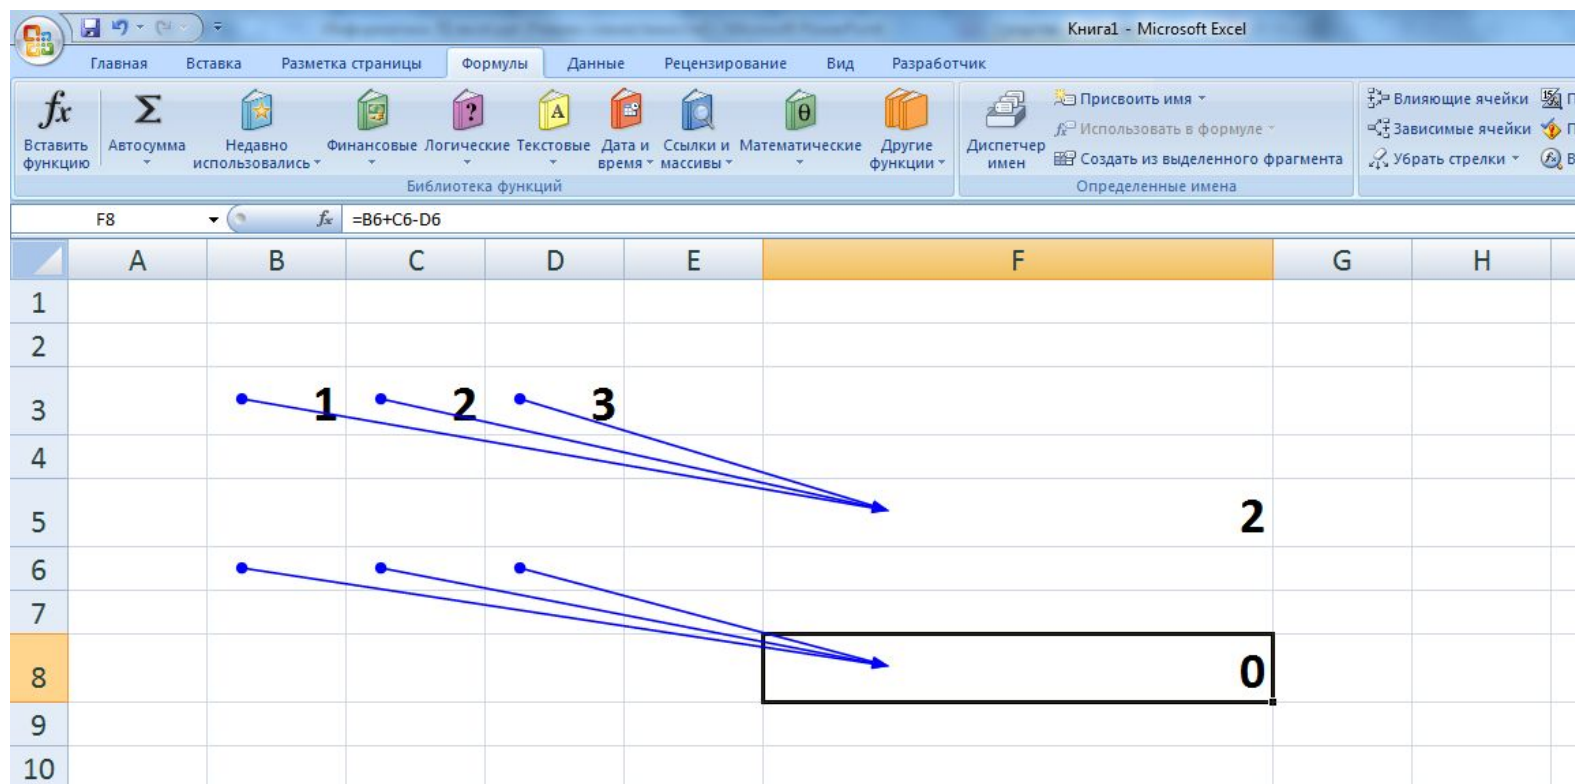 Книга1 - Microsoft Excel
Главная Вставка Разметка страницы Формулы Данные Рецензирование Вид Разработчик
fx Σ ? A θ Присвоить имя Влияющие ячейки
Использовать в формуле Зависимые ячейки
Вставить функцию Автосумма Недавно использовались Финансовые Логические Текстовые Дата и время Ссылки и массивы Математические Другие функции Диспетчер имен Создать из выделенного фрагмента Убрать стрелки
Библиотека функций Определенные имена
F8 fx =B6+C6-D6
A B C D E F G H
1
2
3 1 2 3
4
5 2
6
7
8 0
9
10